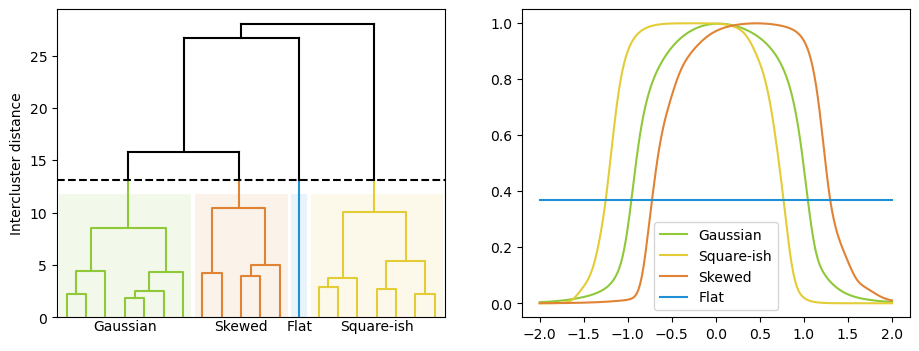 Intercluster distance
25
20
15
10
5
0
Gaussian Skewed Flat Square-ish
1.0
0.8
0.6
0.4
0.2
0.0
Gaussian
Square-ish
Skewed
Flat
−2.0 −1.5 −1.0 −0.5 0.0 0.5 1.0 1.5 2.0